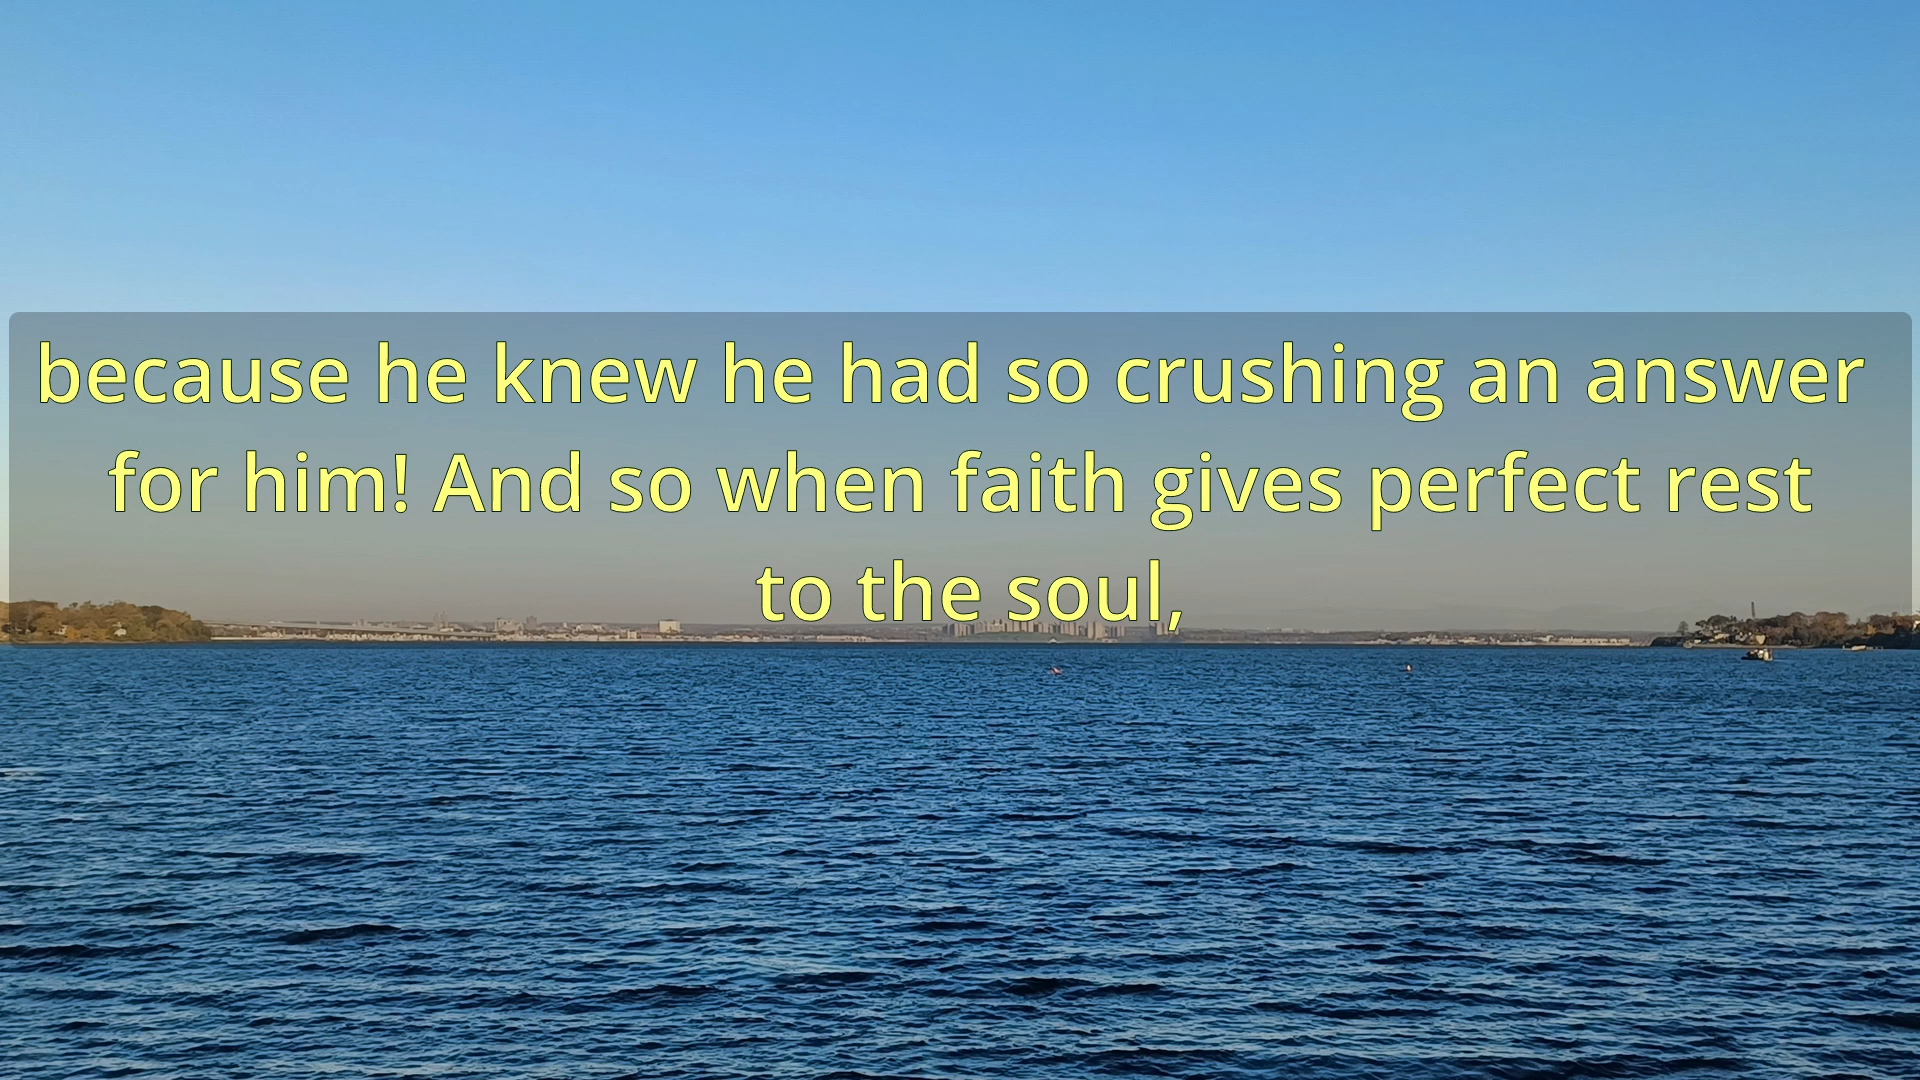 because he knew he had so crushing an answer
for him! And so when faith gives perfect rest
to the soul,